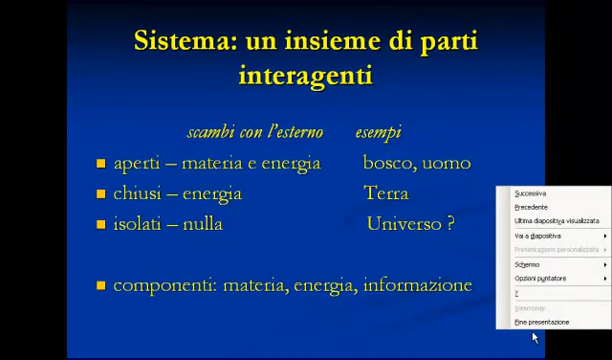 Sistema: un insieme di parti
interagenti
scambi con l'esterno esempi
aperti – materia e energia bosco, uomo
chiusi – energia Terra
isolati – nulla Universo ?
componenti: materia, energia, informazione
Successiva
Precedente
Ultima diapositiva visualizzata
Vai a diapositiva
Presentazione personalizzata
Schermo
Opzioni puntatore
?
Fine presentazione